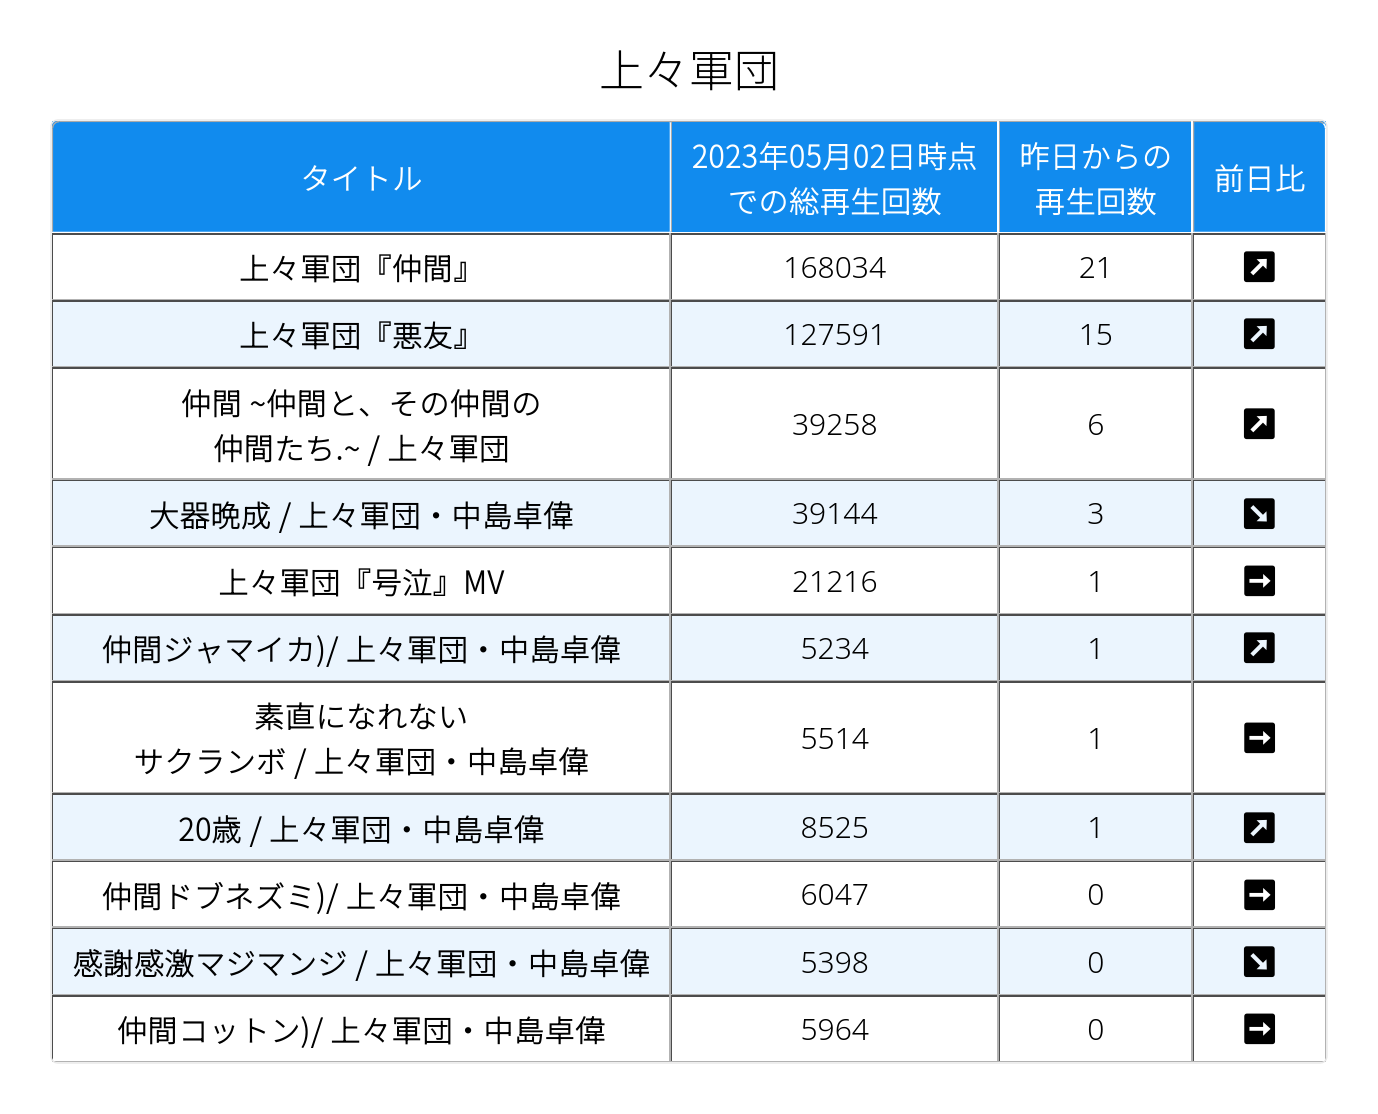 上々軍団
タイトル
2023年05月02日時点
での総再生回数
昨日からの
再生回数
前日比
上々軍団『仲間』
168034
21
上々軍団『悪友』
127591
15
仲間 ~仲間と、その仲間の
仲間たち.~ / 上々軍団
39258
6
大器晩成 / 上々軍団・中島卓偉
39144
3
上々軍団『号泣』MV
21216
1
仲間ジャマイカ)/ 上々軍団・中島卓偉
5234
1
素直になれない
サクランボ / 上々軍団・中島卓偉
5514
1
20歳 / 上々軍団・中島卓偉
8525
1
仲間ドブネズミ)/ 上々軍団・中島卓偉
6047
0
感謝感激マジマンジ / 上々軍団・中島卓偉
5398
0
仲間コットン)/ 上々軍団・中島卓偉
5964
0